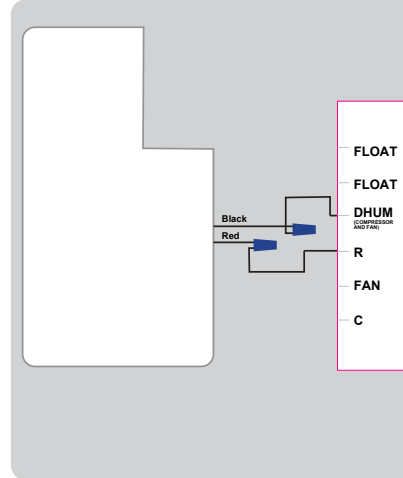 FLOAT
FLOAT
DHUM
(COMPRESSOR
AND FAN)
Black
Red
R
FAN
C